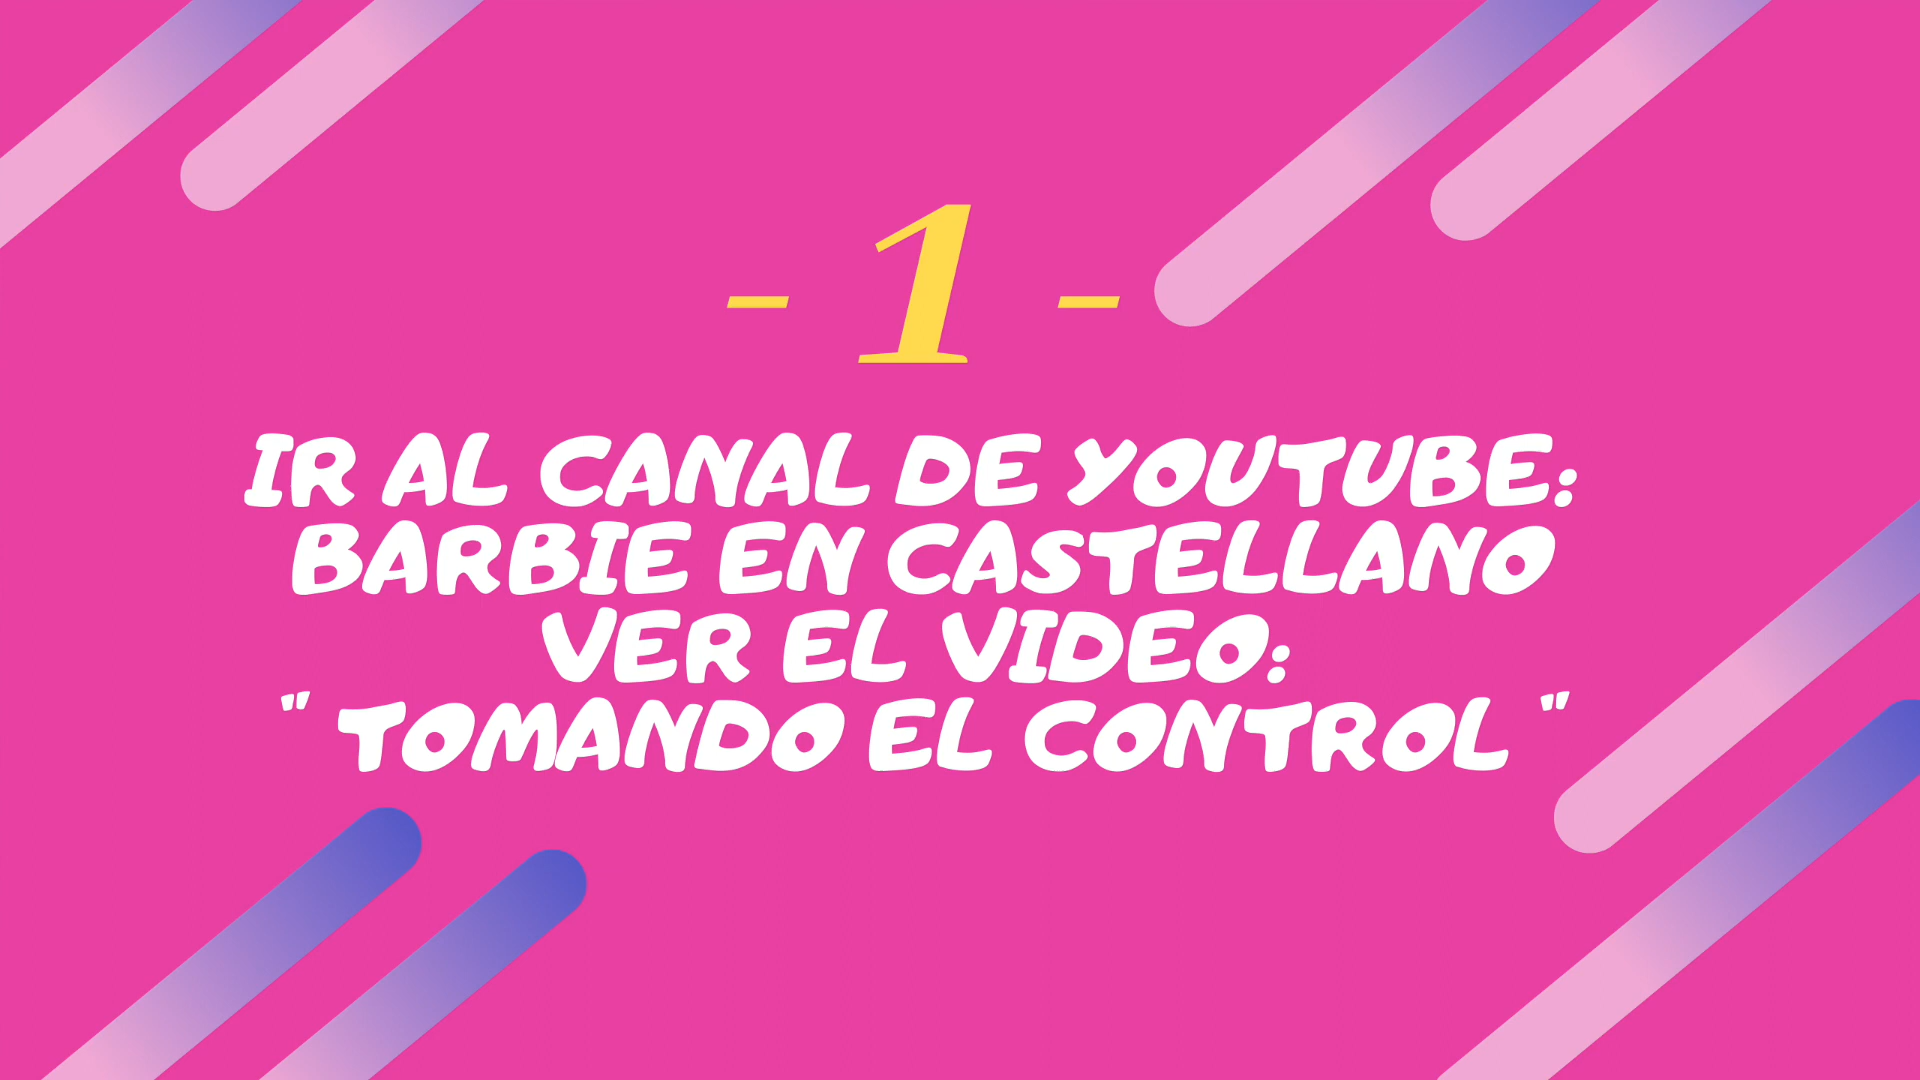 - 1 -
IR AL CANAL DE YOUTUBE:
BARBIE EN CASTELLANO
VER EL VIDEO:
" TOMANDO EL CONTROL "